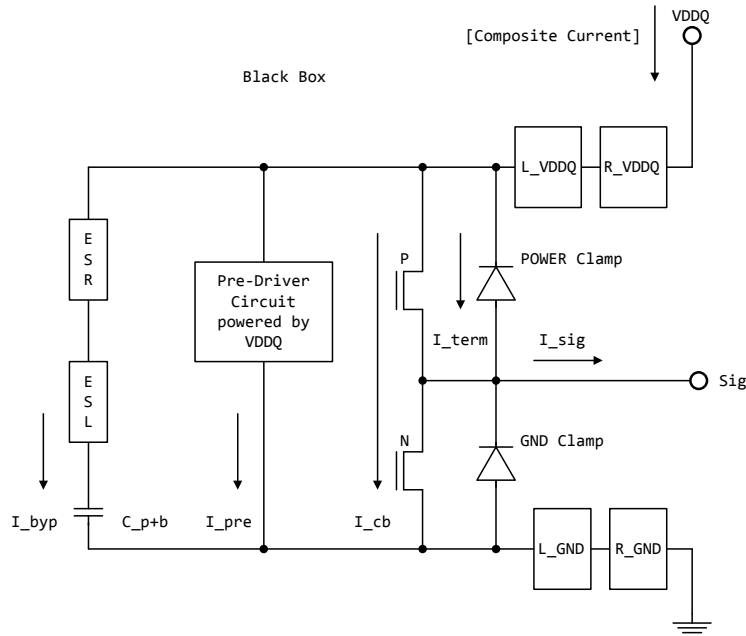 VDDQ
[Composite Current]
Black Box
L_VDDQ
R_VDDQ
E
S
R
Pre-Driver
Circuit
powered by
VDDQ
P
POWER Clamp
I_term
I_sig
Sig
E
S
L
N
GND Clamp
I_byp
C_p+b
I_pre
I_cb
L_GND
R_GND